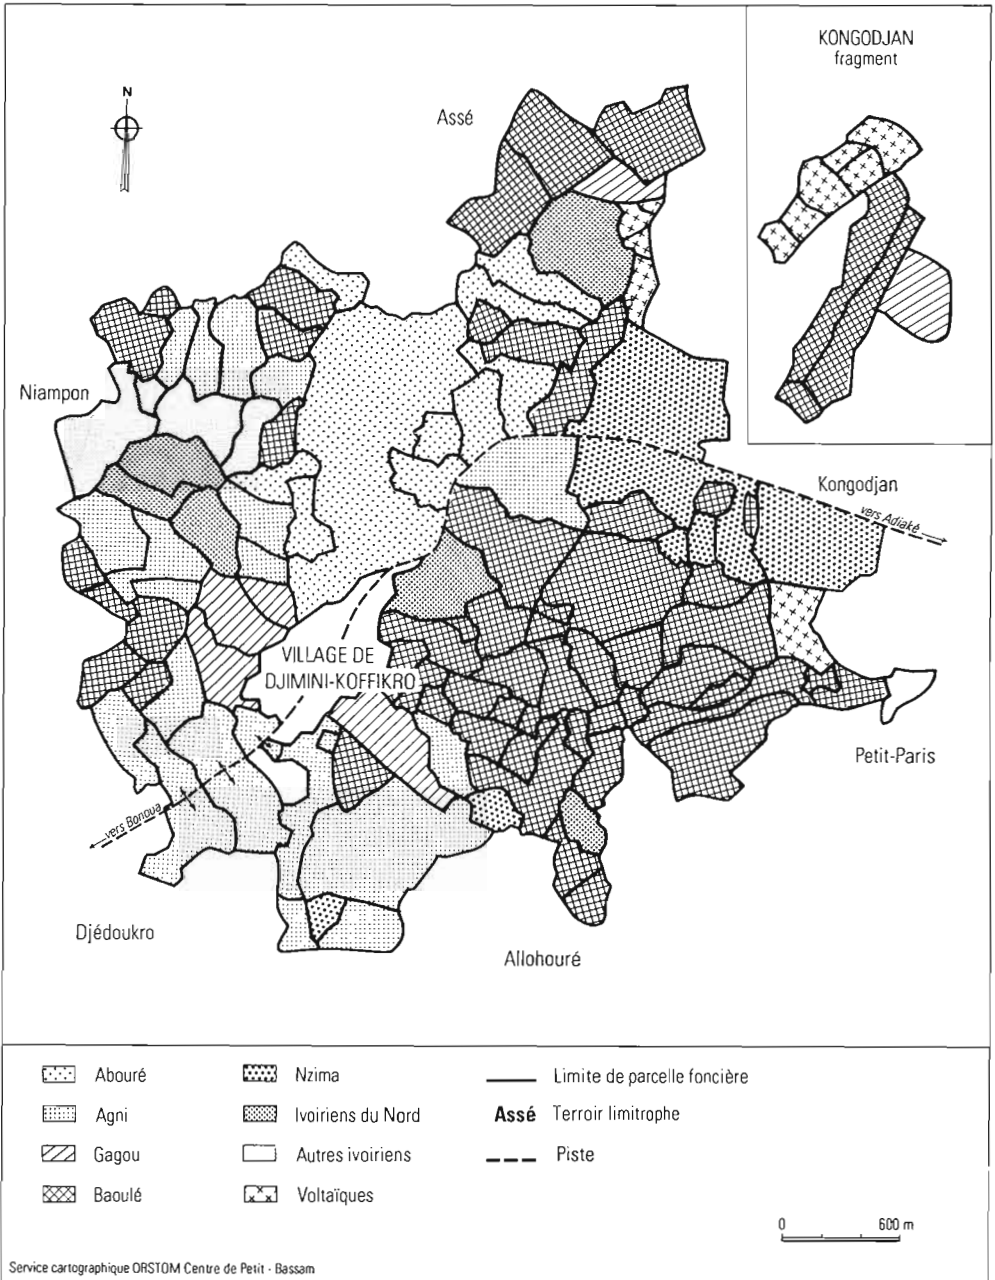 KONGODJAN
fragment
N
Assé
Niampon
Kongodjan
vers Adiaké
VILLAGE DE
DJIMINI-KOFFIKRO
Petit-Paris
vers Bonoua
Djédoukro
Allohouré
Abouré
Agni
Gagou
Baoulé
Nzima
Ivoiriens du Nord
Autres ivoiriens
Voltaïques
Limite de parcelle foncière
Assé Terroir limitrophe
Piste
0 600 m
Service cartographique ORSTOM Centre de Petit - Bassam